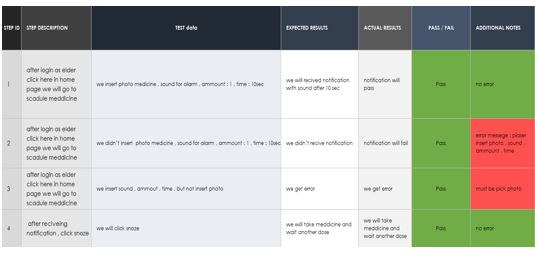 STEP ID STEP DESCRIPTION TEST data EXPECTED RESULTS ACTUAL RESULTS PASS / FAIL ADDITIONAL NOTES
1
after login as elder
click here in home
page we will go to
scadule meddicine
we insert photo medicine , sound for alarm , ammount : 1 , time : 10sec
we will recived notification
with sound after 10 sec
notification will
pass
Pass
no error
2
after login as elder
click here in home
page we will go to
scadule meddicine
we didn't insert photo medicine , sound for alarm , ammount : 1 , time : 10sec
we didn't recive notification
notification will fail
Pass
error messege : plaser
insert photo , sound ,
ammount , time
3
after login as elder
click here in home
page we will go to
scadule meddicine
we insert sound , ammout , time , but not insert photo
we get error
we get error
Pass
must be pick photo
4
after reciveing
notification , click snoze
we will click snoze
we will take meddicine and
wait another dose
we will take
meddicine and
wait another dose
Pass
no error